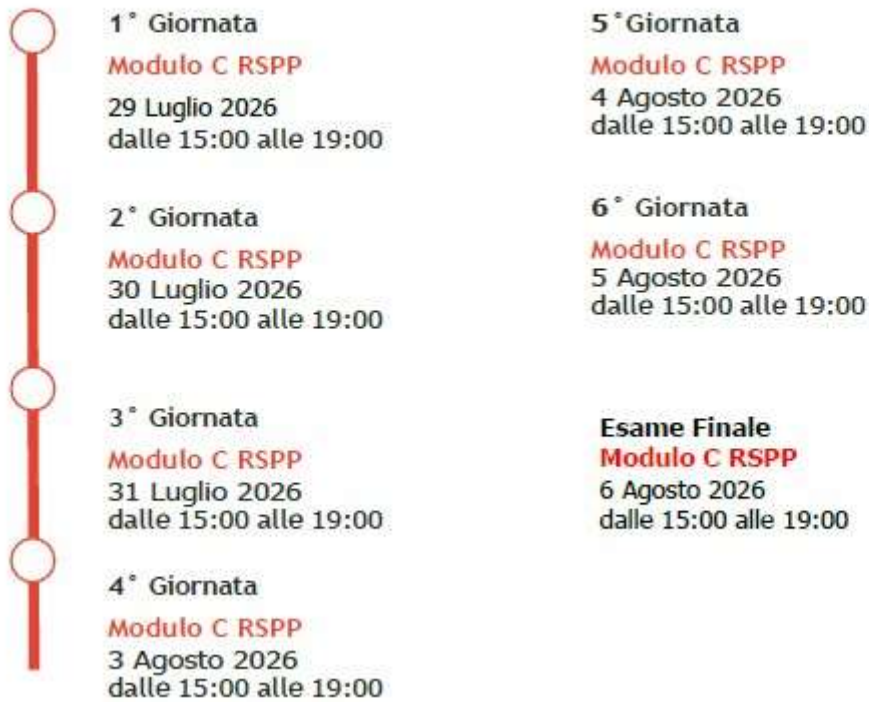 1° Giornata
Modulo C RSPP
29 Luglio 2026
dalle 15:00 alle 19:00
2° Giornata
Modulo C RSPP
30 Luglio 2026
dalle 15:00 alle 19:00
3° Giornata
Modulo C RSPP
31 Luglio 2026
dalle 15:00 alle 19:00
4° Giornata
Modulo C RSPP
3 Agosto 2026
dalle 15:00 alle 19:00
5°Giornata
Modulo C RSPP
4 Agosto 2026
dalle 15:00 alle 19:00
6° Giornata
Modulo C RSPP
5 Agosto 2026
dalle 15:00 alle 19:00
Esame Finale
Modulo C RSPP
6 Agosto 2026
dalle 15:00 alle 19:00